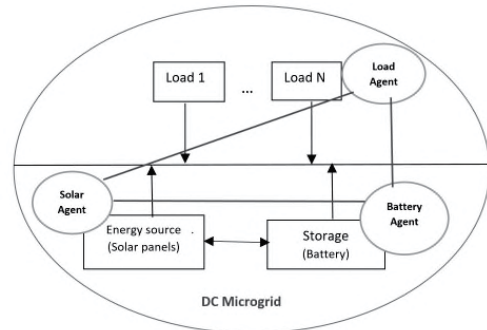 Load
Agent
Load 1
...
Load N
Solar
Agent
Energy source .
(Solar panels)
Storage
(Battery)
Battery
Agent
DC Microgrid